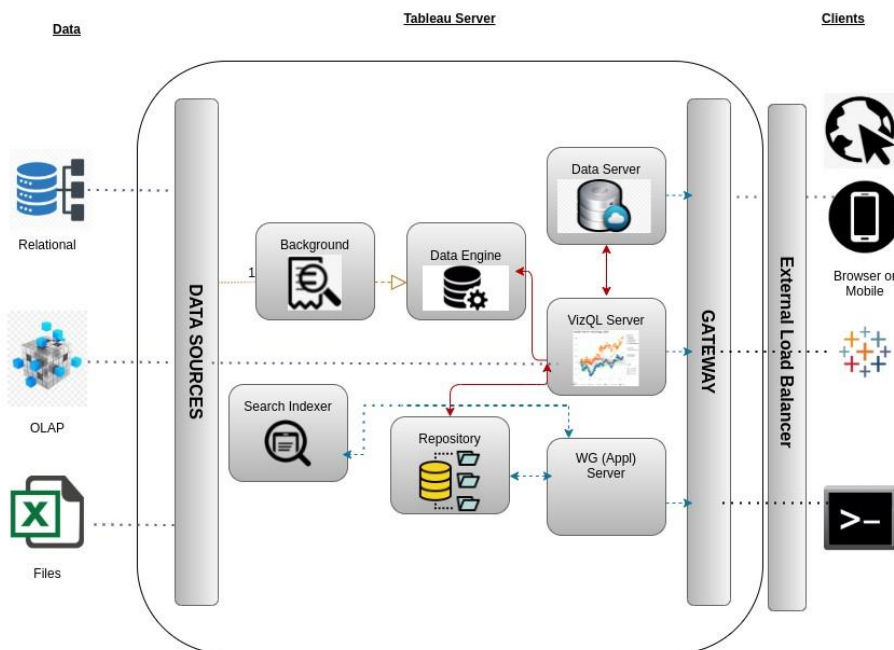 Data
Tableau Server
Clients
Relational
OLAP
Files
DATA SOURCES
1
Background
Data Engine
Data Server
VizQL Server
Search Indexer
Repository
WG (Appl)
Server
GATEWAY
External Load Balancer
Browser or
Mobile
X
>–